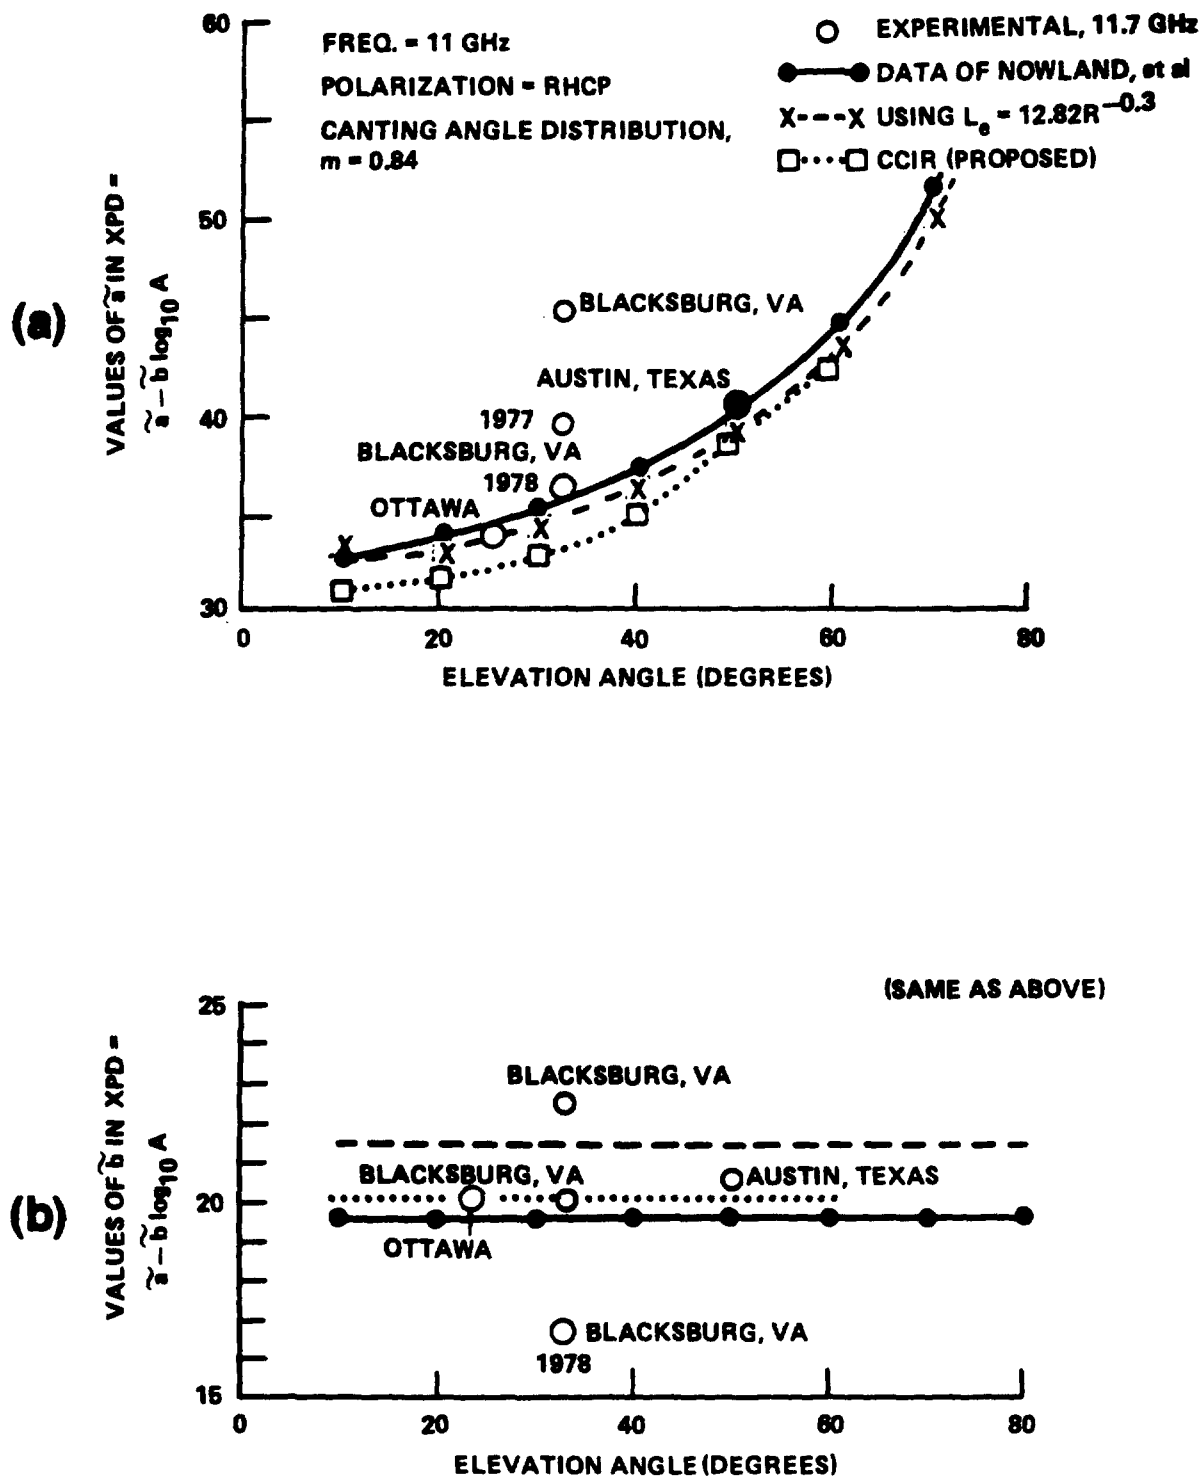 (a)
VALUES OF ã IN XPD =
ã – b̃ log10 A
60
50
40
30
0
20
40
60
80
ELEVATION ANGLE (DEGREES)
FREQ. = 11 GHz
POLARIZATION = RHCP
CANTING ANGLE DISTRIBUTION,
m = 0.84
EXPERIMENTAL, 11.7 GHz
DATA OF NOWLAND, et al
X---X USING Le = 12.82R–0.3
CCIR (PROPOSED)
BLACKSBURG, VA
AUSTIN, TEXAS
1977
BLACKSBURG, VA
1978
OTTAWA
(b)
VALUES OF b̃ IN XPD =
ã – b̃ log10 A
25
20
15
0
20
40
60
80
ELEVATION ANGLE (DEGREES)
(SAME AS ABOVE)
BLACKSBURG, VA
BLACKSBURG, VA
AUSTIN, TEXAS
OTTAWA
BLACKSBURG, VA
1978